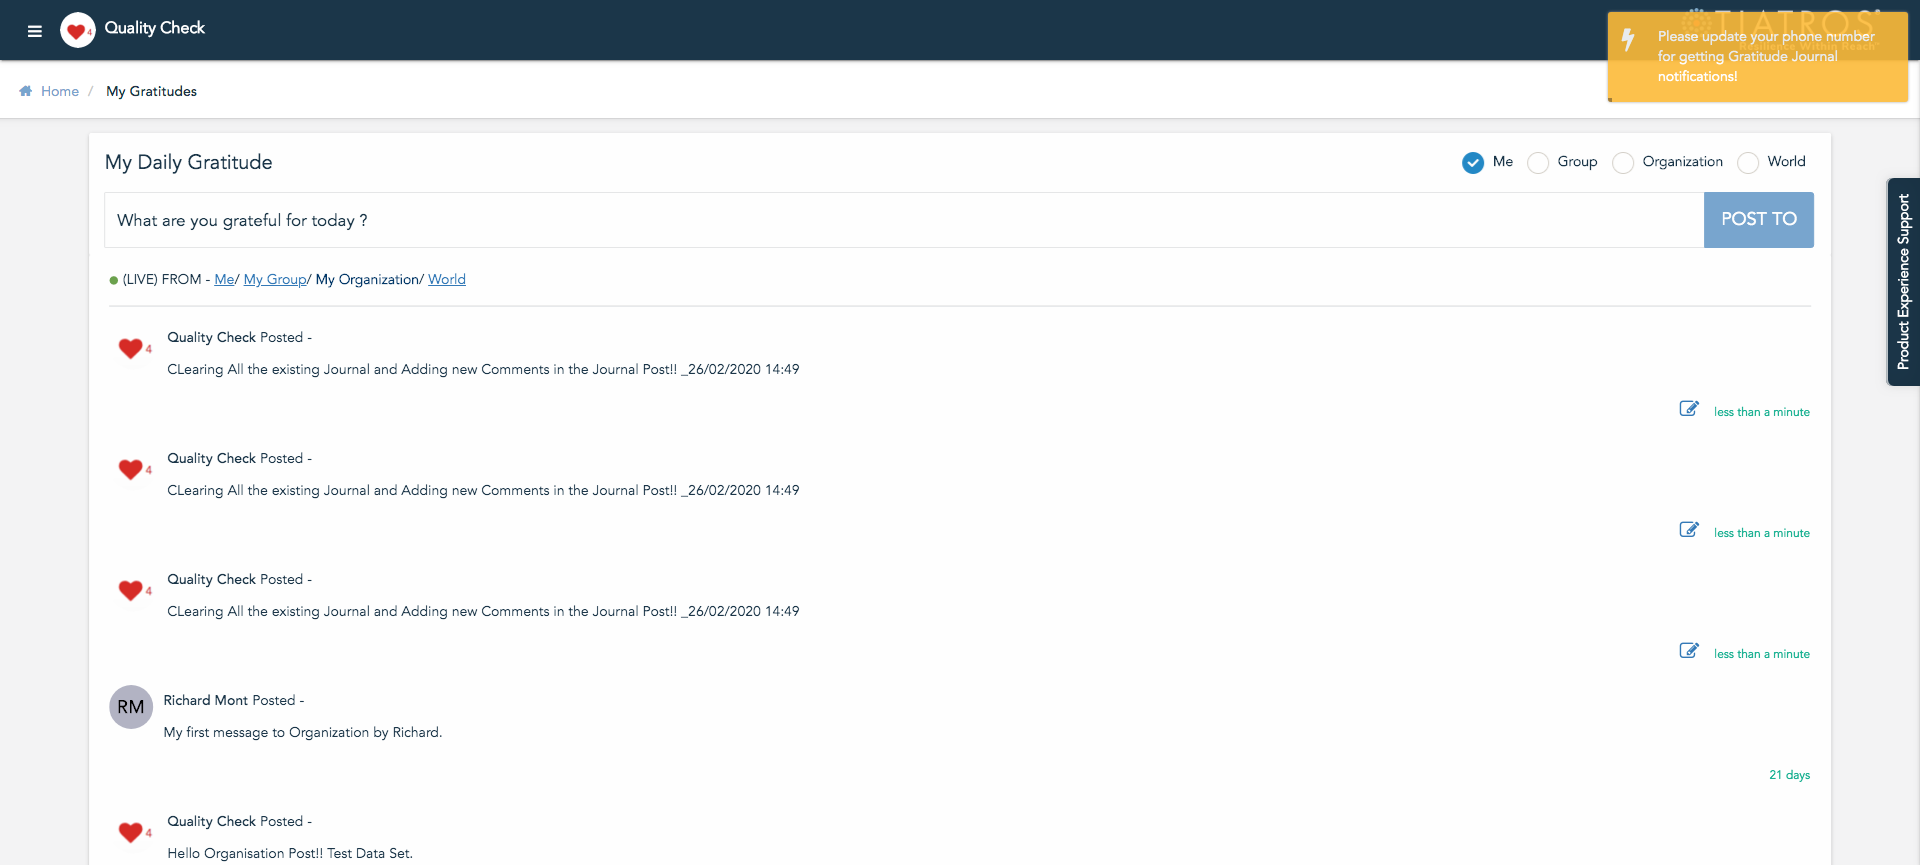 Quality Check
TIATROS
Resilience Within Reach
Please update your phone number
for getting Gratitude Journal
notifications!
Home / My Gratitudes
My Daily Gratitude
Me Group Organization World
What are you grateful for today ?
POST TO
(LIVE) FROM - Me/ My Group/ My Organization/ World
Product Experience Support
4
Quality Check Posted -
CLearing All the existing Journal and Adding new Comments in the Journal Post!! _26/02/2020 14:49
less than a minute
4
Quality Check Posted -
CLearing All the existing Journal and Adding new Comments in the Journal Post!! _26/02/2020 14:49
less than a minute
4
Quality Check Posted -
CLearing All the existing Journal and Adding new Comments in the Journal Post!! _26/02/2020 14:49
less than a minute
RM
Richard Mont Posted -
My first message to Organization by Richard.
21 days
4
Quality Check Posted -
Hello Organisation Post!! Test Data Set.